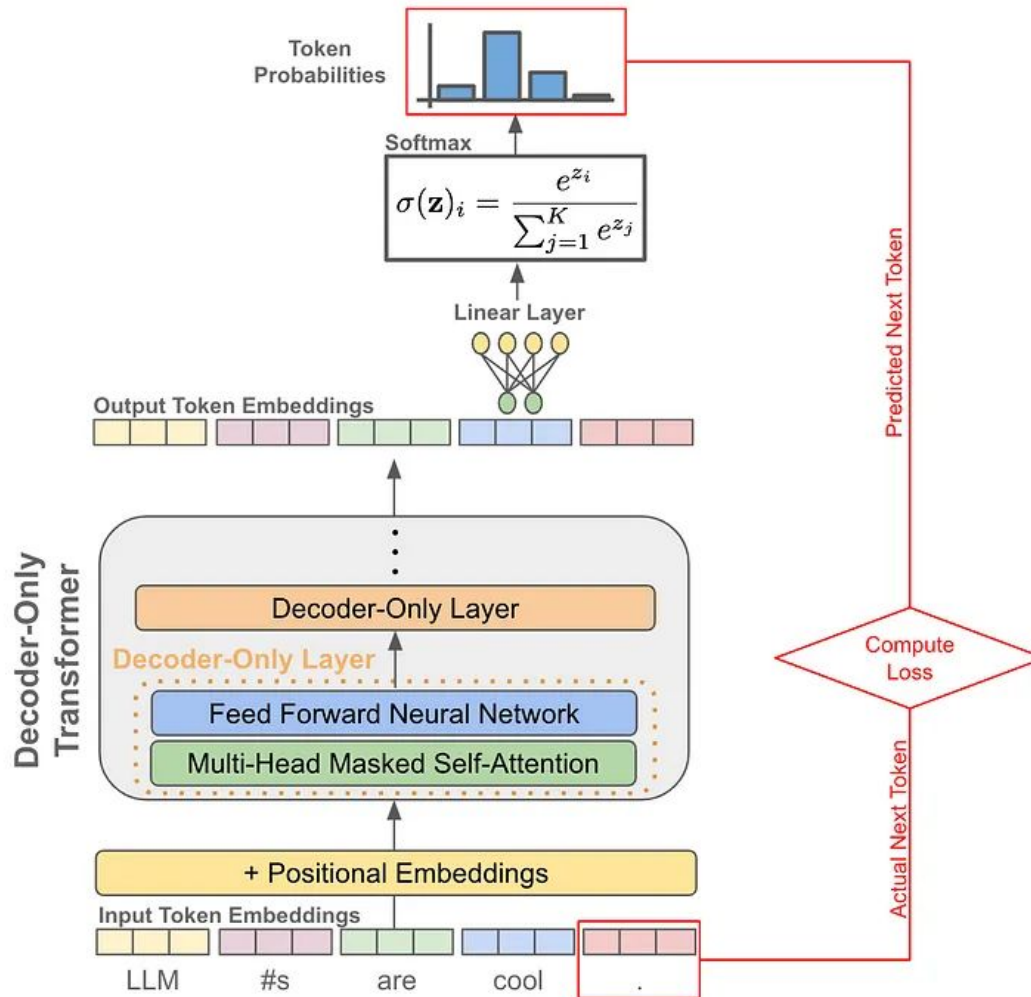 Token
Probabilities
Softmax
σ(𝐳)ᵢ = e^{z_i} / ∑_{j=1}^{K} e^{z_j}
Linear Layer
Output Token Embeddings
Predicted Next Token
Decoder-Only
Transformer
Decoder-Only Layer
Decoder-Only Layer
Feed Forward Neural Network
Multi-Head Masked Self-Attention
Compute
Loss
Actual Next Token
+ Positional Embeddings
Input Token Embeddings
LLM #s are cool .